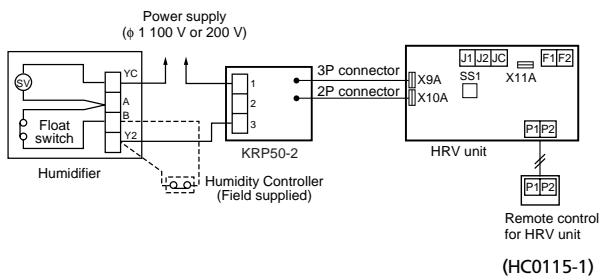 Power supply
(ϕ 1 100 V or 200 V)
YC
SV
A
B
Float
switch
Y2
Humidifier
1
2
3
KRP50-2
Humidity Controller
(Field supplied)
3P connector
2P connector
X9A
X10A
J1 J2 JC
F1 F2
SS1
X11A
P1 P2
HRV unit
P1 P2
Remote control
for HRV unit
(HC0115-1)